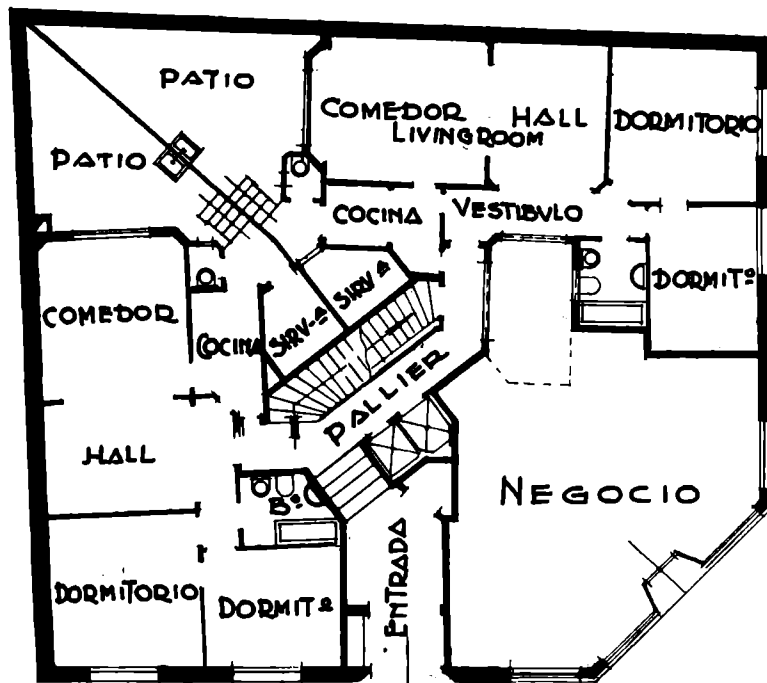 PATIO
COMEDOR
LIVINGROOM
HALL
DORMITORIO
PATIO
COCINA
VESTIBULO
DORMITº
COMEDOR
COCINA
SIRVª
SIRV-ª
PALLIER
HALL
Bº
NEGOCIO
ENTRADA
DORMITORIO
DORMITº